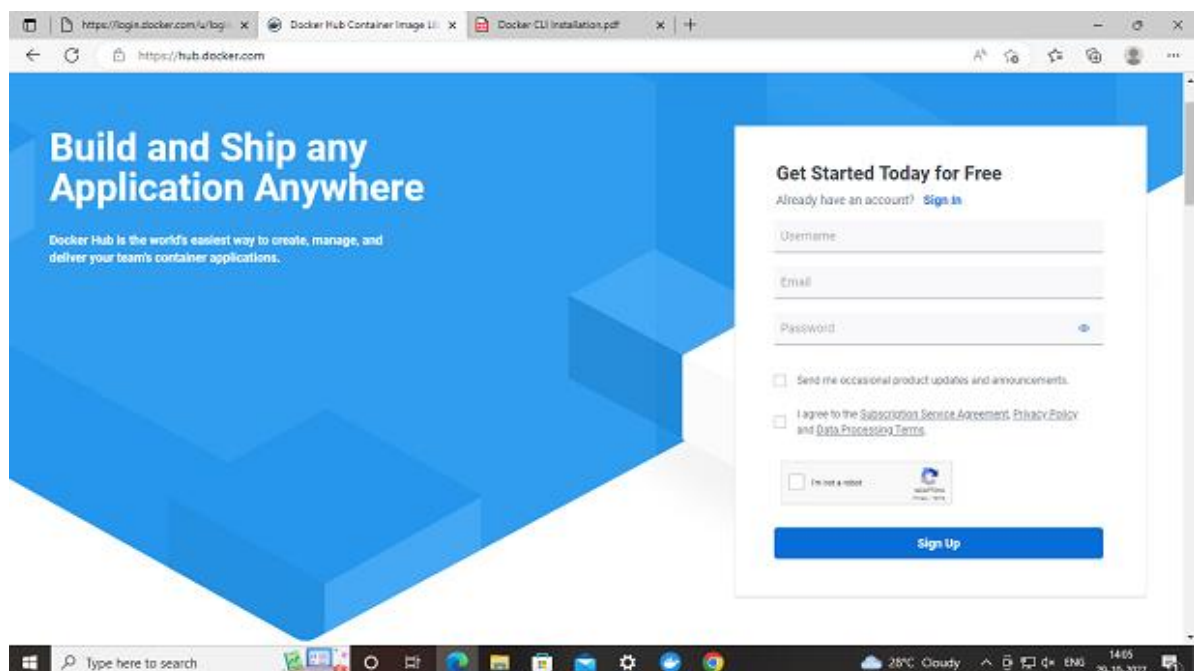 https://login.docker.com/u/logi
Docker Hub Container Image Li
Docker CLI Installation.pdf
https://hub.docker.com
Build and Ship any
Application Anywhere
Docker Hub is the world's easiest way to create, manage, and
deliver your team's container applications.
Get Started Today for Free
Already have an account? Sign In
Username
Email
Password
Send me occasional product updates and announcements.
I agree to the Subscription Service Agreement, Privacy Policy
and Data Processing Terms.
I'm not a robot
Sign Up
Type here to search
28°C Cloudy
ENG
14:05